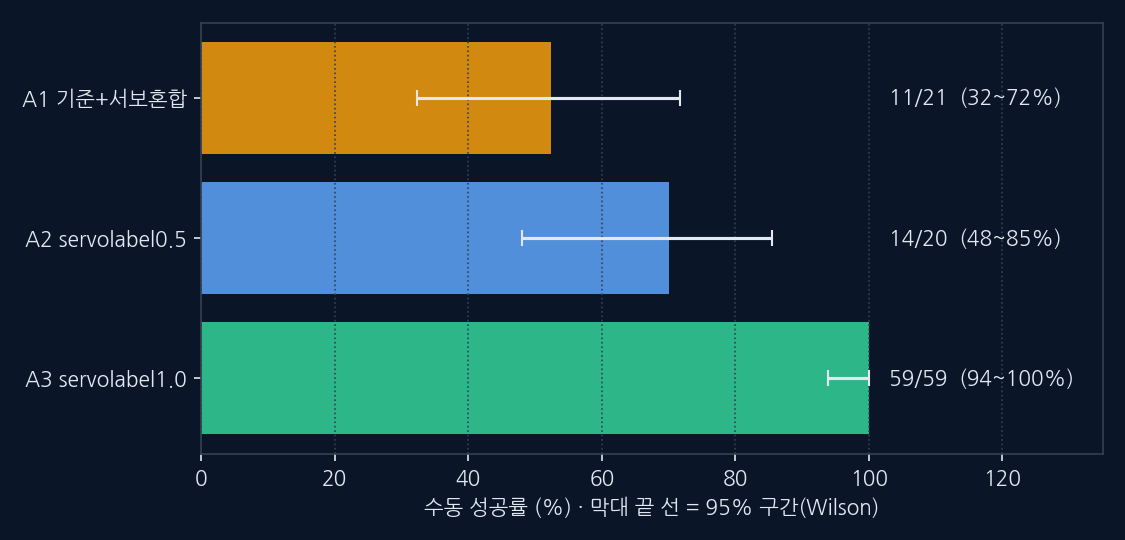 A1 기준+서보혼합 11/21 (32~72%)
A2 servolabel0.5 14/20 (48~85%)
A3 servolabel1.0 59/59 (94~100%)
0 20 40 60 80 100 120
수동 성공률 (%) · 막대 끝 선 = 95% 구간(Wilson)